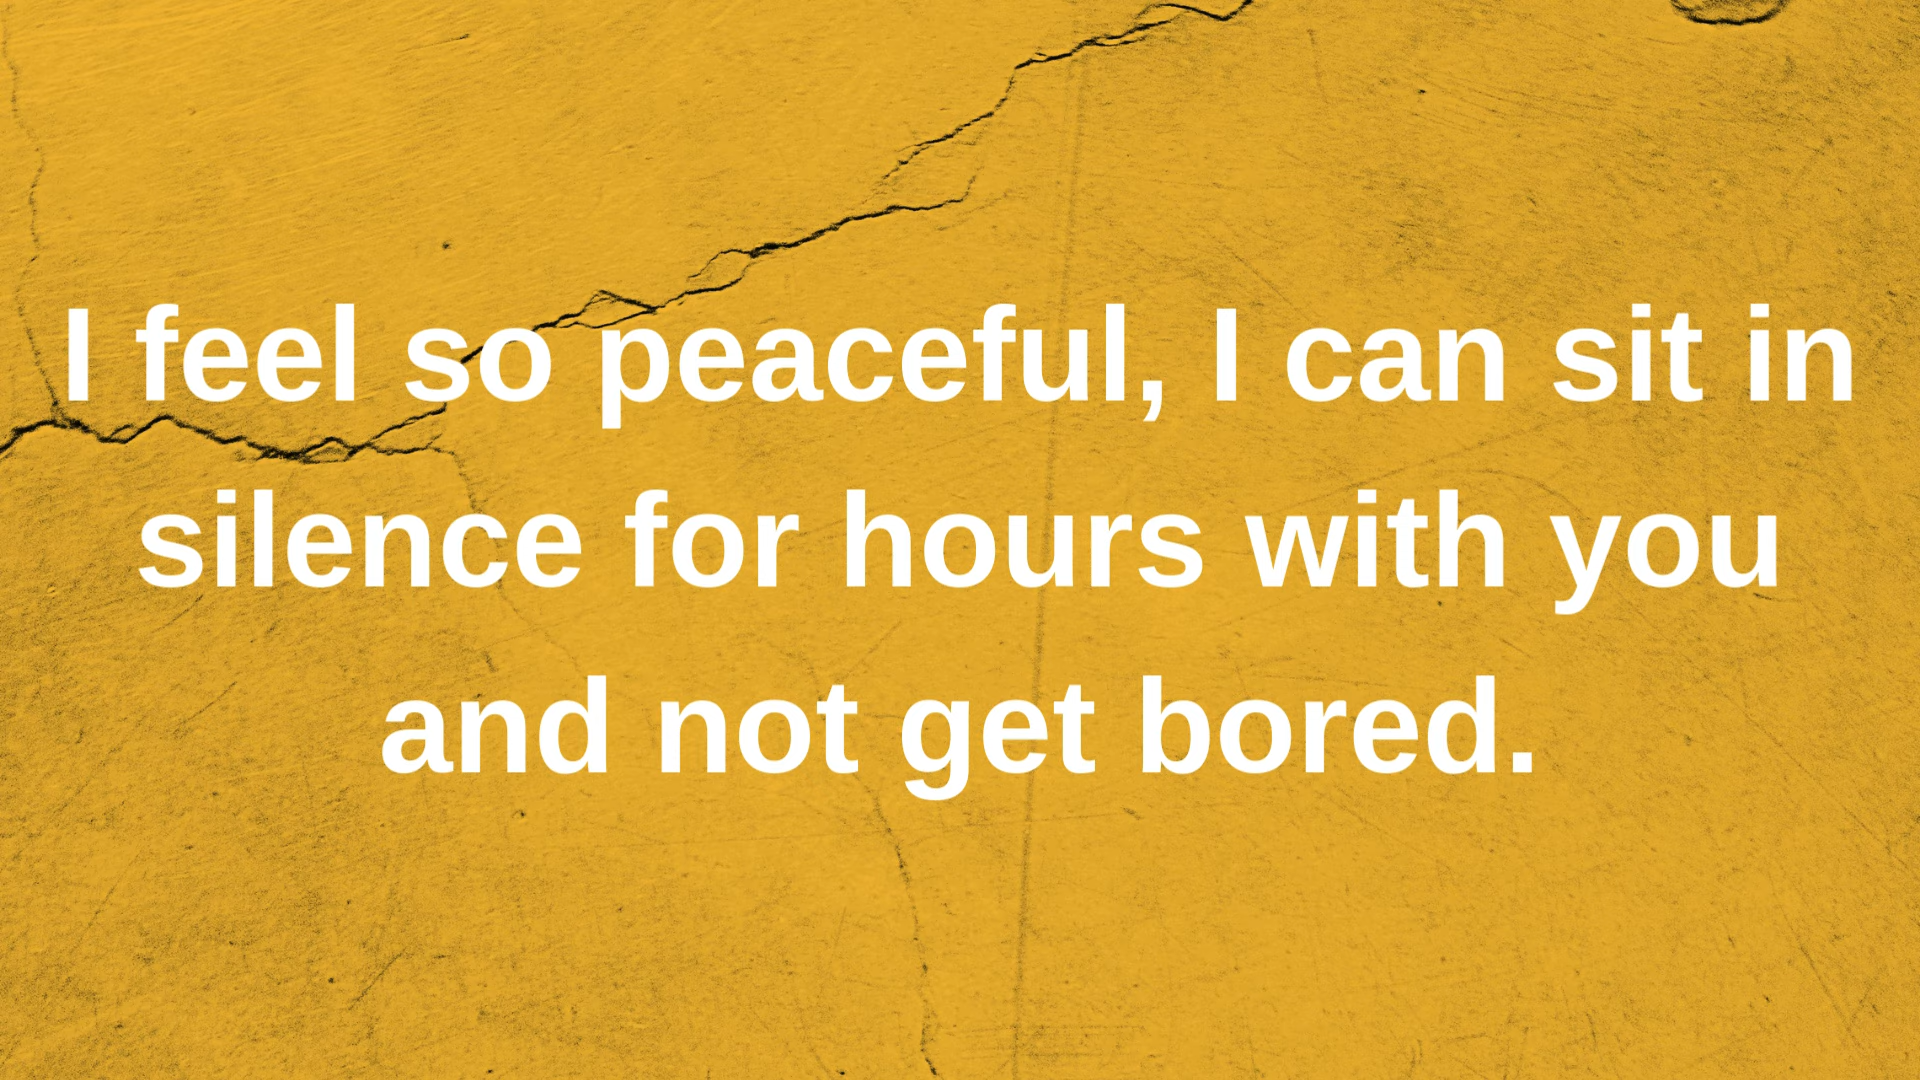 I feel so peaceful, I can sit in
silence for hours with you
and not get bored.